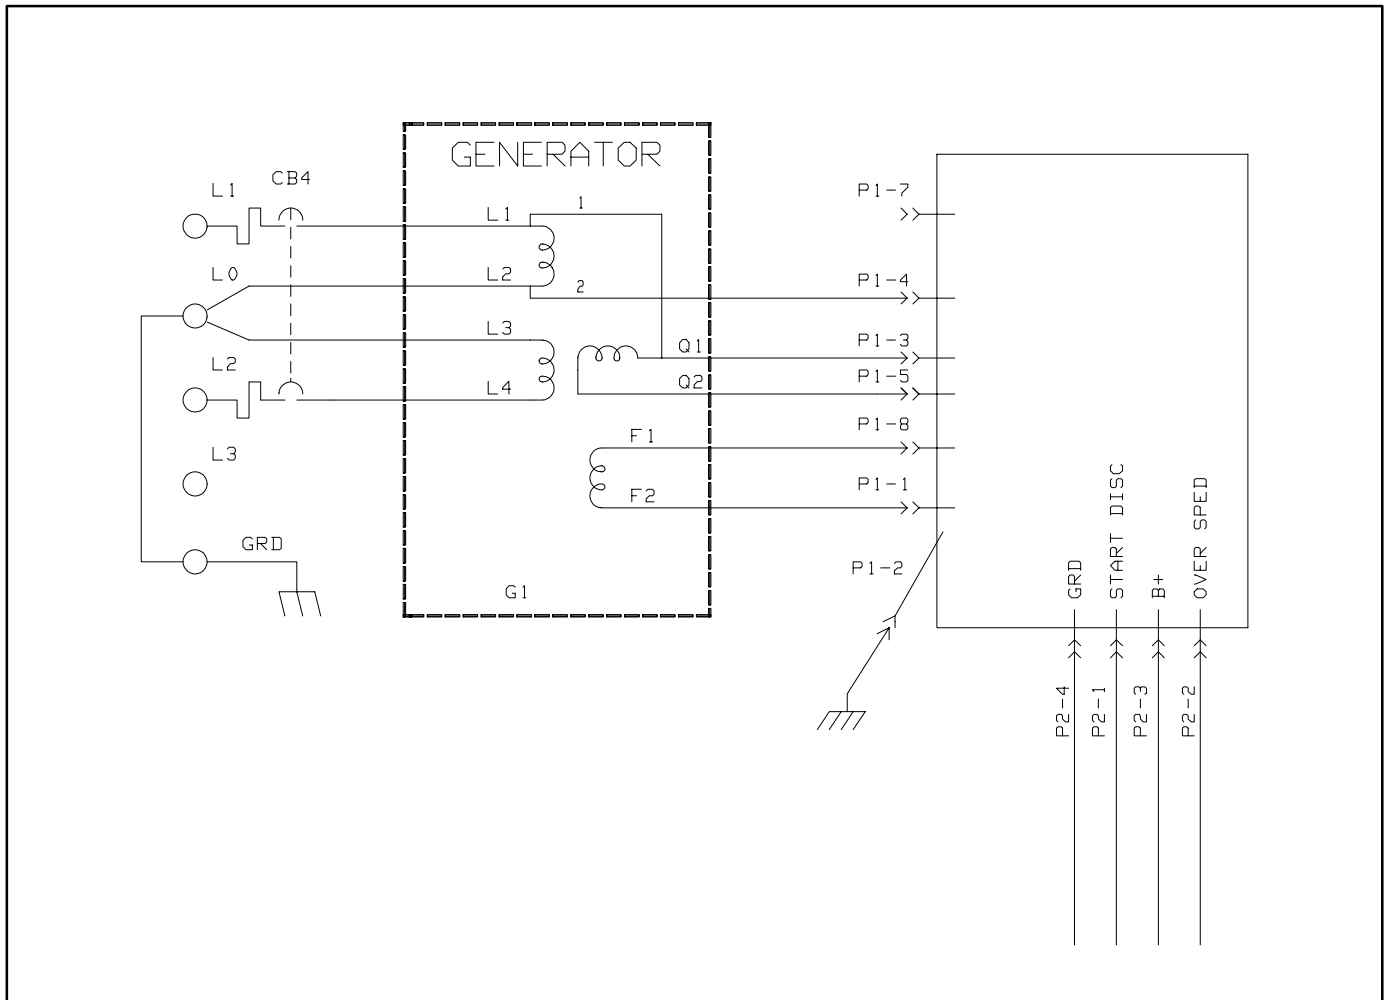 GENERATOR
L1
CB4
L1
1
P1-7
L0
L2
2
P1-4
L3
Q1
P1-3
L2
L4
Q2
P1-5
F1
P1-8
L3
F2
P1-1
GRD
P1-2
G1
GRD
START DISC
B+
OVER SPED
P2-4
P2-1
P2-3
P2-2